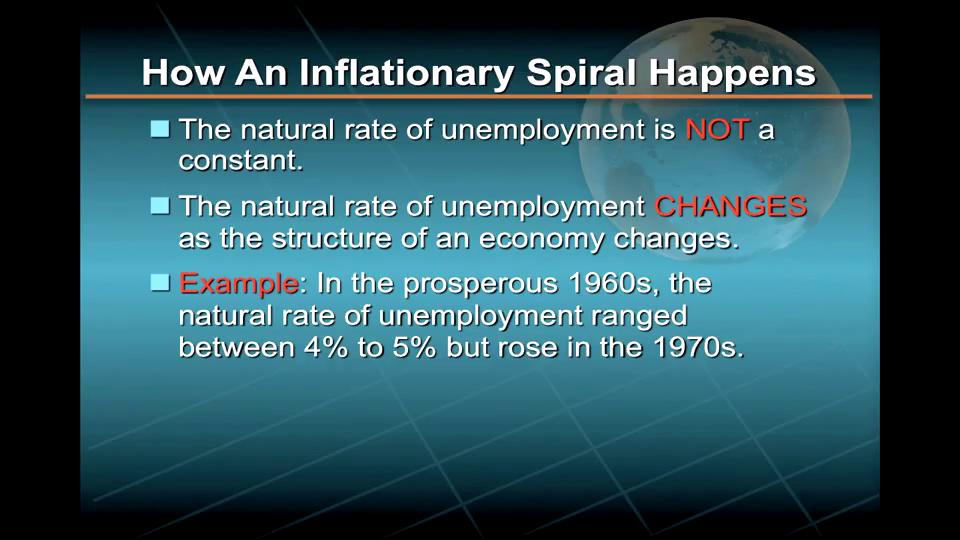 How An Inflationary Spiral Happens
The natural rate of unemployment is NOT a
constant.
The natural rate of unemployment CHANGES
as the structure of an economy changes.
Example: In the prosperous 1960s, the
natural rate of unemployment ranged
between 4% to 5% but rose in the 1970s.